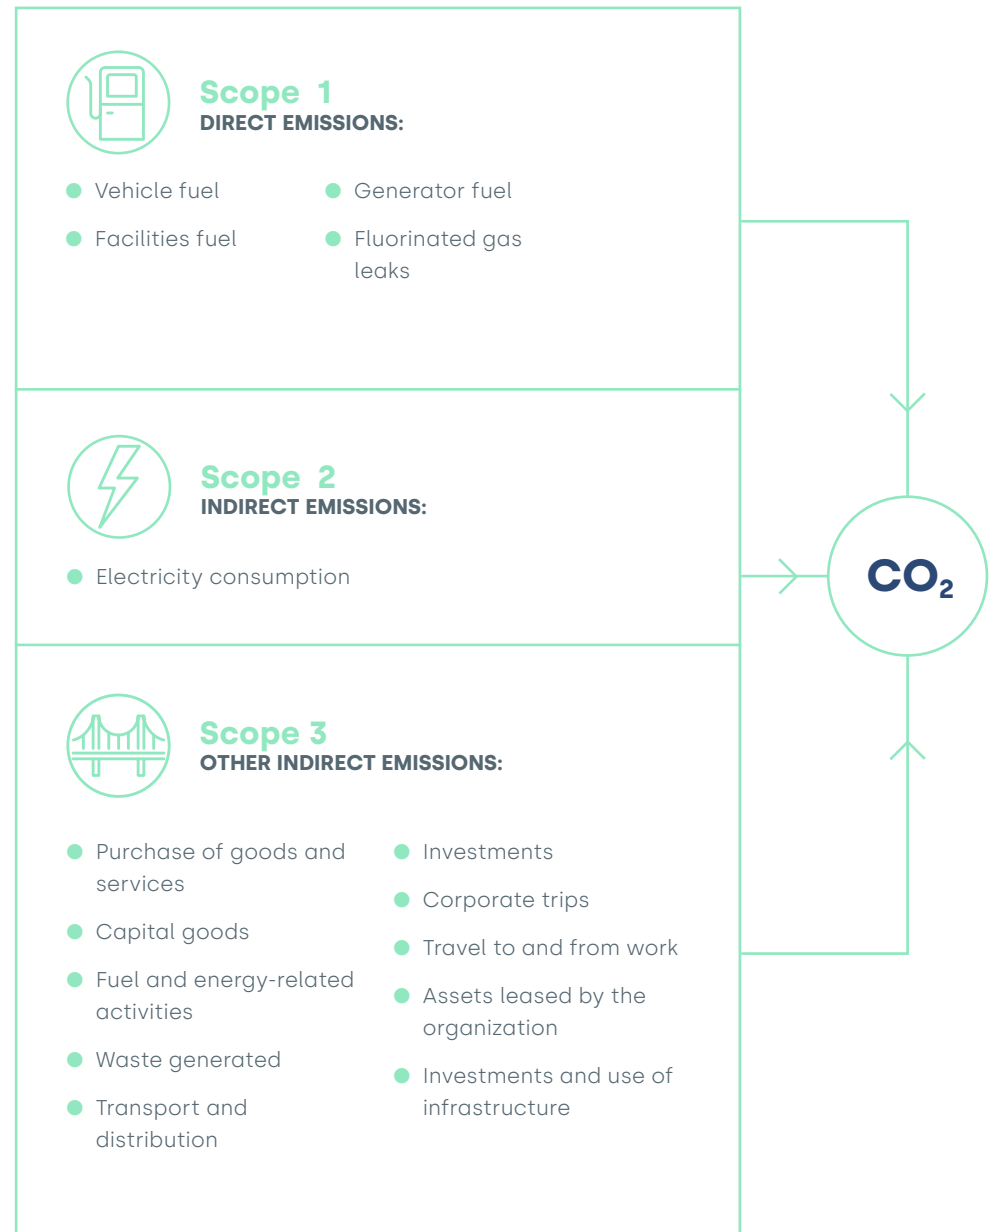 Scope 1
DIRECT EMISSIONS:
Vehicle fuel
Facilities fuel
Generator fuel
Fluorinated gas
leaks
Scope 2
INDIRECT EMISSIONS:
Electricity consumption
CO₂
Scope 3
OTHER INDIRECT EMISSIONS:
Purchase of goods and
services
Capital goods
Fuel and energy-related
activities
Waste generated
Transport and
distribution
Investments
Corporate trips
Travel to and from work
Assets leased by the
organization
Investments and use of
infrastructure